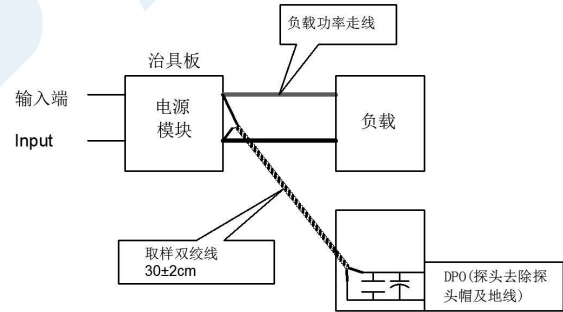 负载功率走线
治具板
输入端
Input
电源
模块
负载
取样双绞线
30±2cm
DPO(探头去除探
头帽及地线)